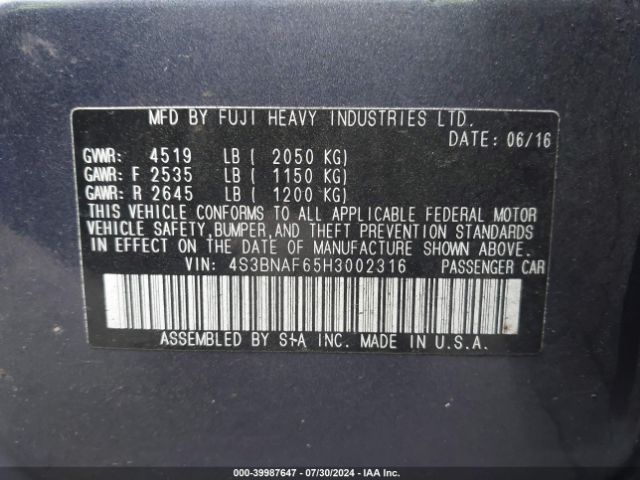 MFD BY FUJI HEAVY INDUSTRIES LTD.
DATE: 06/16
GVWR: 4519 LB ( 2050 KG)
GAWR: F 2535 LB ( 1150 KG)
GAWR: R 2645 LB ( 1200 KG)
THIS VEHICLE CONFORMS TO ALL APPLICABLE FEDERAL MOTOR
VEHICLE SAFETY, BUMPER, AND THEFT PREVENTION STANDARDS
IN EFFECT ON THE DATE OF MANUFACTURE SHOWN ABOVE.
VIN: 4S3BNAF65H3002316 PASSENGER CAR
ASSEMBLED BY SIA INC. MADE IN U.S.A.
000-39987647 / 07/30/2024 - IAA Inc.